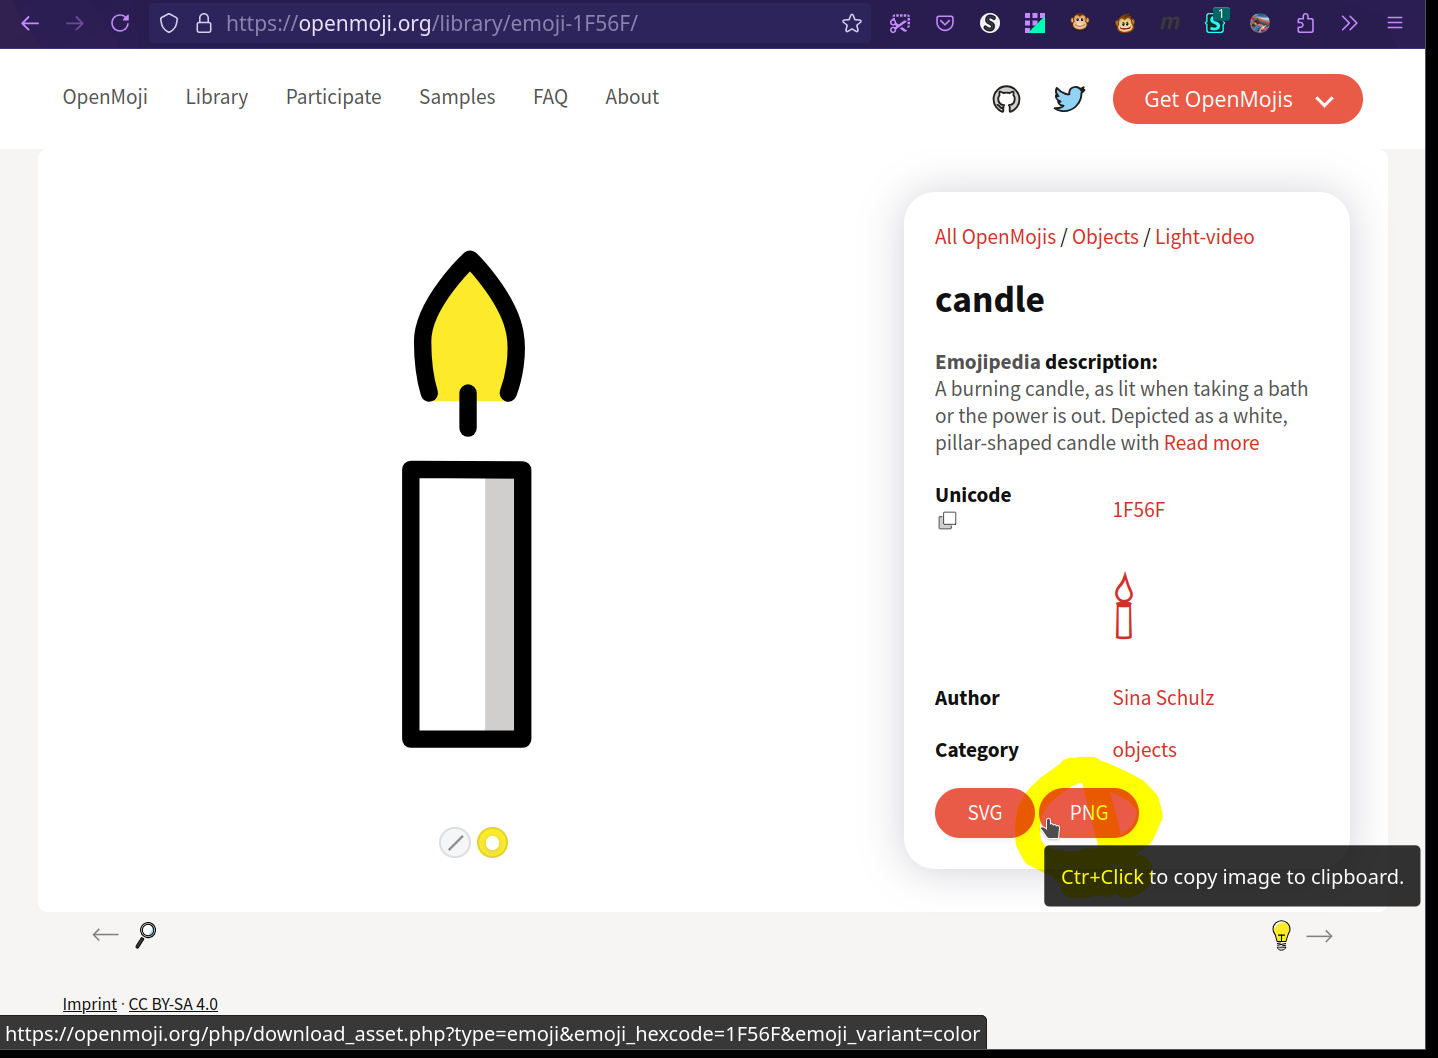 https://openmoji.org/library/emoji-1F56F/
1
OpenMoji Library Participate Samples FAQ About
Get OpenMojis
All OpenMojis / Objects / Light-video
candle
Emojipedia description:
A burning candle, as lit when taking a bath
or the power is out. Depicted as a white,
pillar-shaped candle with Read more
Unicode
1F56F
Author Sina Schulz
Category objects
SVG PNG
Ctr+Click to copy image to clipboard.
Imprint · CC BY-SA 4.0
https://openmoji.org/php/download_asset.php?type=emoji&emoji_hexcode=1F56F&emoji_variant=color